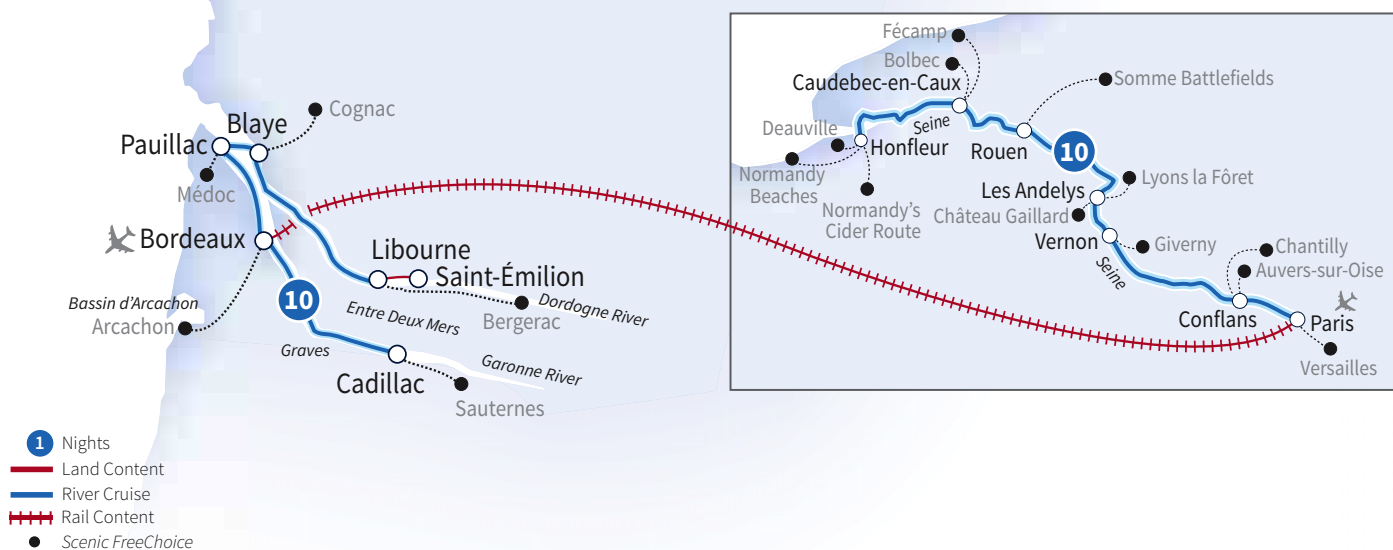 Cognac
Blaye
Pauillac
Médoc
Bordeaux
Libourne
Saint-Émilion
10
Bassin d'Arcachon
Arcachon
Entre Deux Mers
Bergerac
Dordogne River
Graves
Garonne River
Cadillac
Sauternes
Fécamp
Bolbec
Caudebec-en-Caux
Somme Battlefields
Deauville
Seine
Honfleur
Rouen
10
Normandy
Beaches
Normandy's
Cider Route
Les Andelys
Lyons la Fôret
Château Gaillard
Vernon
Giverny
Seine
Chantilly
Auvers-sur-Oise
Conflans
Paris
Versailles
1 Nights
Land Content
River Cruise
Rail Content
Scenic FreeChoice